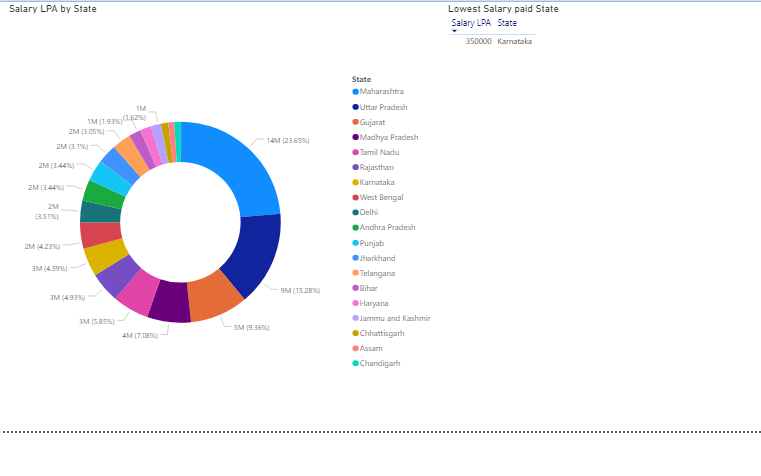 Salary LPA by State
Lowest Salary paid State
Salary LPA State
350000 Karnataka
State
Maharashtra
Uttar Pradesh
Gujarat
Madhya Pradesh
Tamil Nadu
Rajasthan
Karnataka
West Bengal
Delhi
Andhra Pradesh
Punjab
Jharkhand
Telangana
Bihar
Haryana
Jammu and Kashmir
Chhattisgarh
Assam
Chandigarh
14M (23.65%)
9M (15.28%)
5M (9.36%)
4M (7.08%)
3M (5.85%)
3M (4.93%)
3M (4.59%)
2M (4.23%)
2M
(3.51%)
2M (3.44%)
2M (3.44%)
2M (3.1%)
2M (3.05%)
1M (1.93%)
1M
(1.62%)